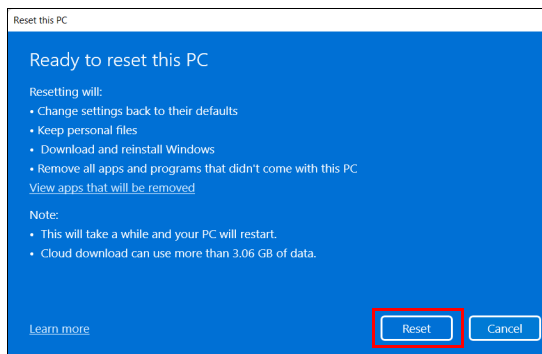 Reset this PC
Ready to reset this PC
Resetting will:
• Change settings back to their defaults
• Keep personal files
• Download and reinstall Windows
• Remove all apps and programs that didn't come with this PC
View apps that will be removed
Note:
• This will take a while and your PC will restart.
• Cloud download can use more than 3.06 GB of data.
Learn more
Reset
Cancel